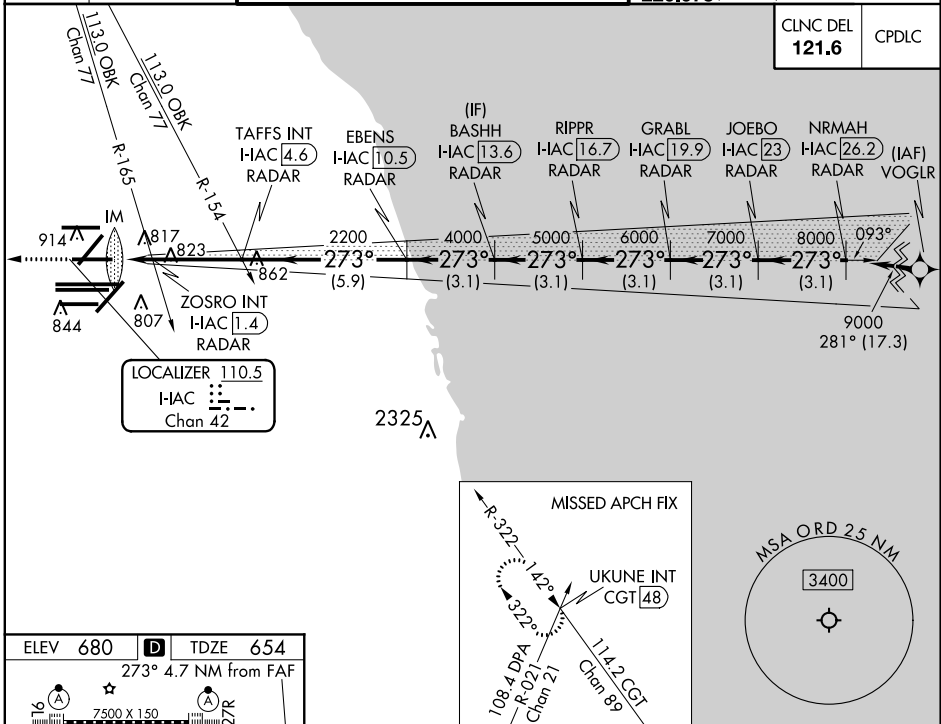 CLNC DEL
121.6
CPDLC
113.0 OBK
Chan 77
113.0 OBK
Chan 77
R-165
R-154
TAFFS INT
I-IAC 4.6
RADAR
EBENS
I-IAC 10.5
RADAR
(IF)
BASHH
I-IAC 13.6
RADAR
RIPPR
I-IAC 16.7
RADAR
GRABL
I-IAC 19.9
RADAR
JOEBO
I-IAC 23
RADAR
NRMAH
I-IAC 26.2
RADAR
(IAF)
VOGLR
IM
914
817
823
862
807
844
2200
273°
(5.9)
4000
273°
(3.1)
5000
273°
(3.1)
6000
273°
(3.1)
7000
273°
(3.1)
8000
273°
(3.1)
093°
9000
281° (17.3)
ZOSRO INT
I-IAC 1.4
RADAR
LOCALIZER 110.5
I-IAC
Chan 42
2325
MISSED APCH FIX
R-322
142°
322°
UKUNE INT
CGT 48
108.4 DPA
R-021
Chan 21
114.2 CGT
Chan 89
MSA ORD 25 NM
3400
ELEV 680 D TDZE 654
273° 4.7 NM from FAF
A
A
7500 X 150
27R